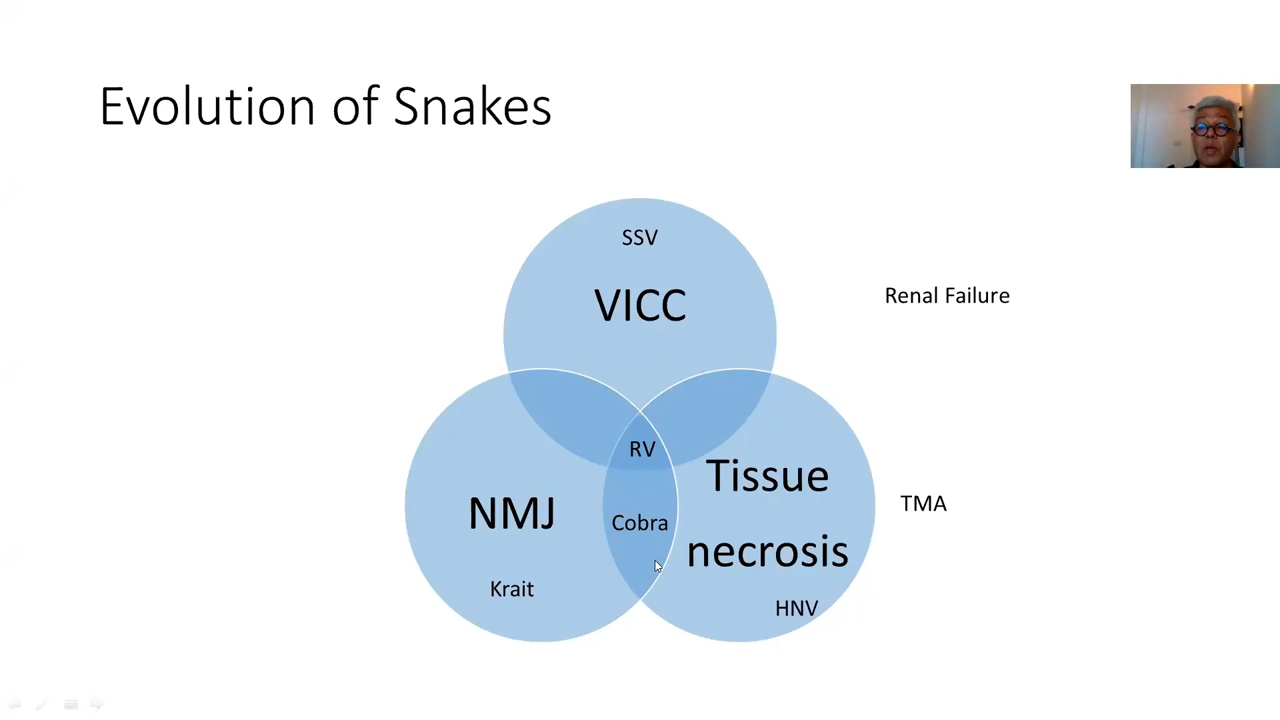 Evolution of Snakes
SSV
VICC
Renal Failure
RV
Tissue
necrosis
NMJ
Cobra
TMA
Krait
HNV